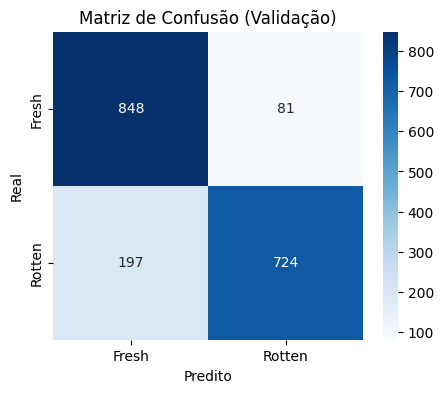 Matriz de Confusão (Validação)
Real
Fresh
848
81
Rotten
197
724
Fresh
Rotten
Predito
800
700
600
500
400
300
200
100